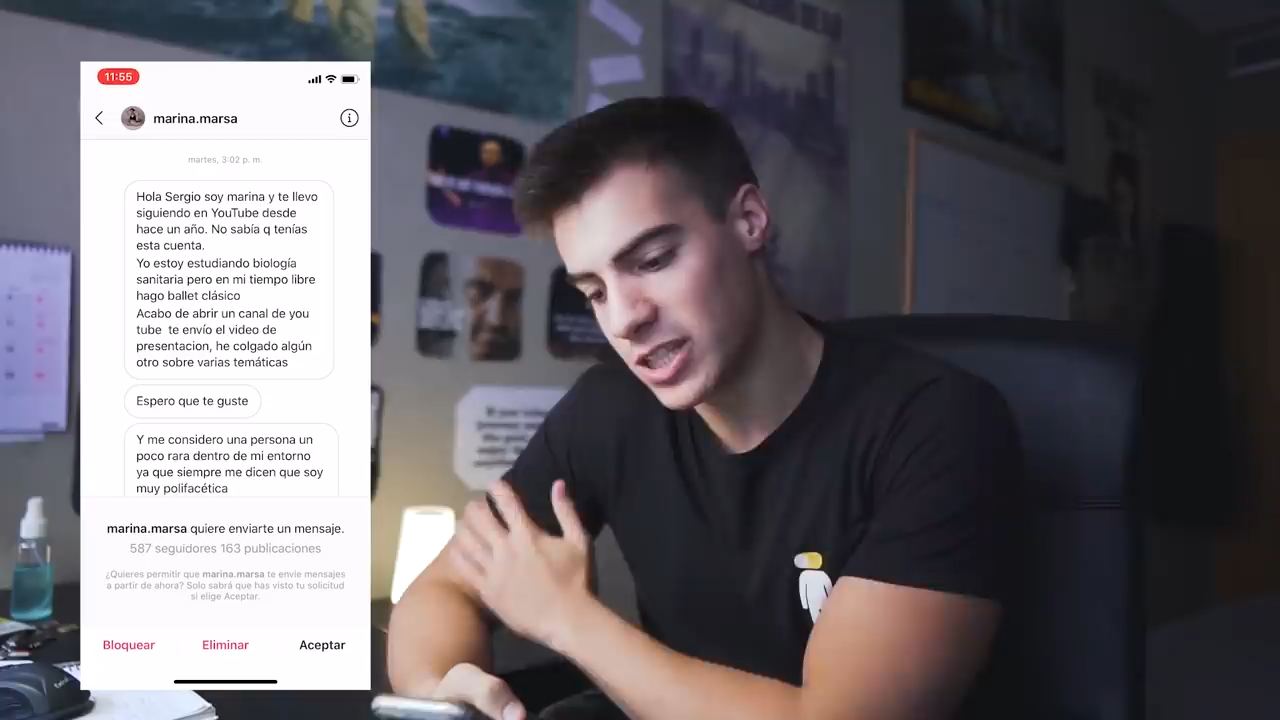 11:55
marina.marsa
martes, 3:02 p. m.
Hola Sergio soy marina y te llevo
siguiendo en YouTube desde
hace un año. No sabía q tenías
esta cuenta.
Yo estoy estudiando biología
sanitaria pero en mi tiempo libre
hago ballet clásico
Acabo de abrir un canal de you
tube te envío el video de
presentacion, he colgado algún
otro sobre varias temáticas
Espero que te guste
Y me considero una persona un
poco rara dentro de mi entorno
ya que siempre me dicen que soy
muy polifacética
marina.marsa quiere enviarte un mensaje.
587 seguidores 163 publicaciones
¿Quieres permitir que marina.marsa te envíe mensajes
a partir de ahora? Solo sabrá que has visto tu solicitud
si elige Aceptar.
Bloquear Eliminar Aceptar